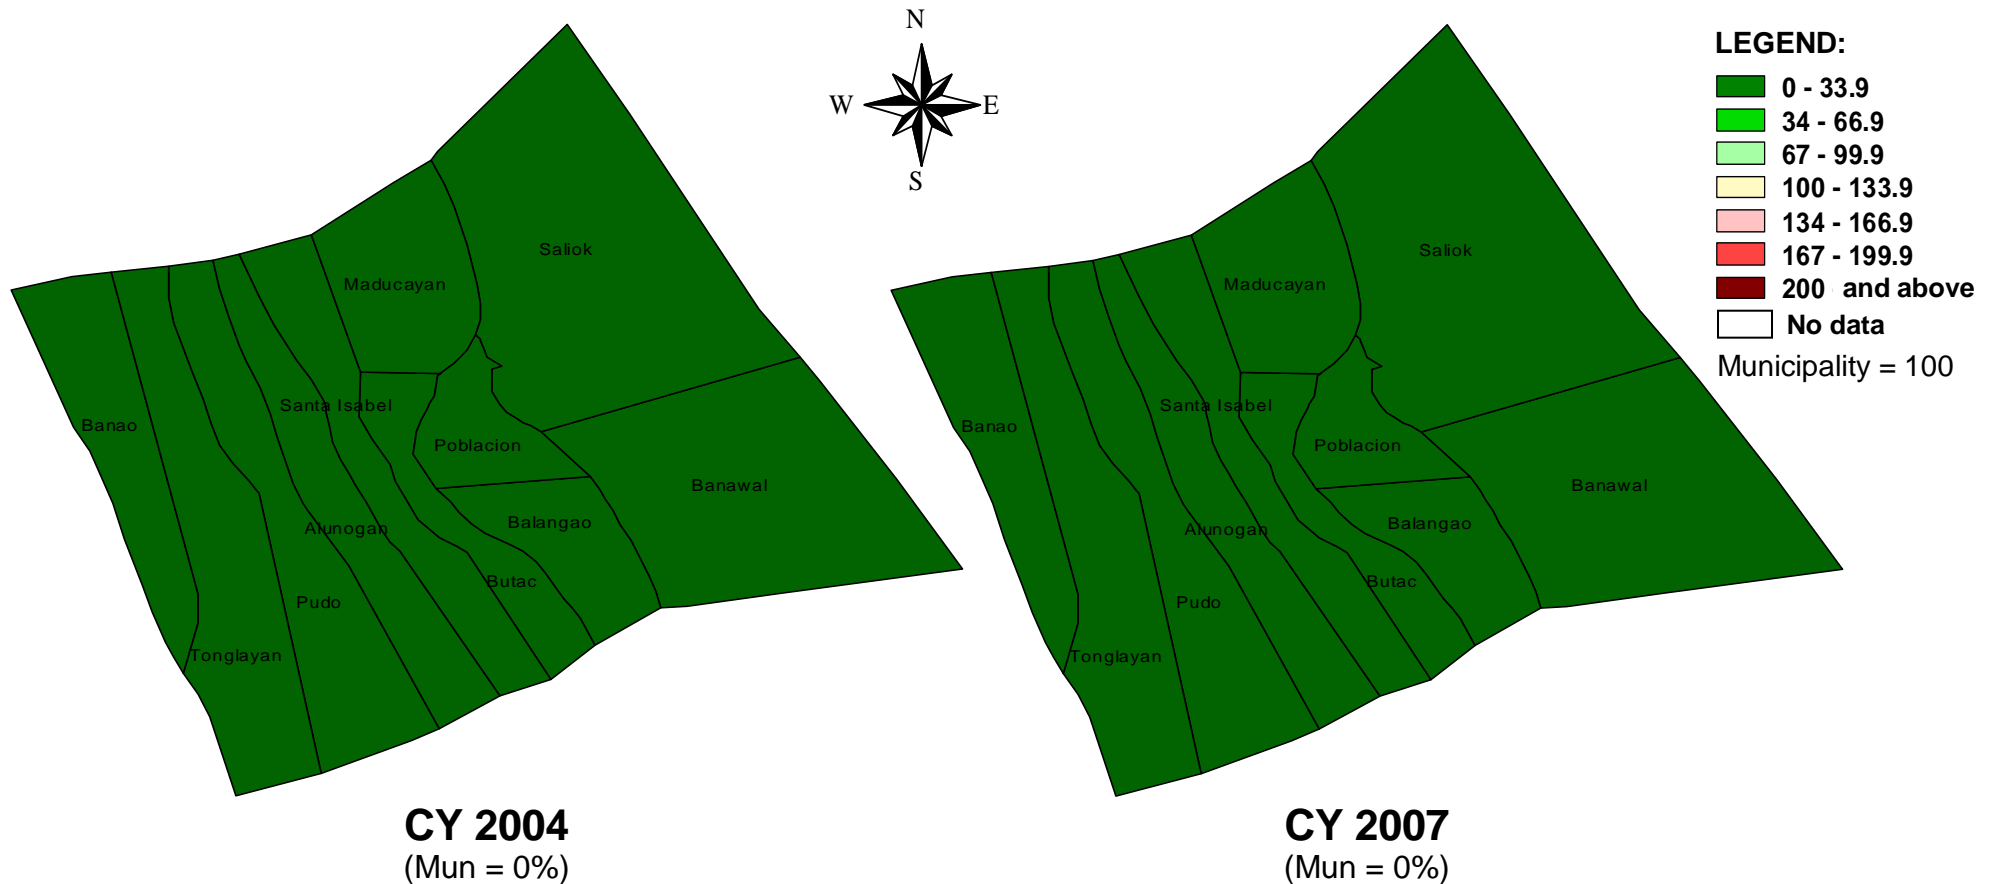 N
W E
S
LEGEND:
0 - 33.9
34 - 66.9
67 - 99.9
100 - 133.9
134 - 166.9
167 - 199.9
200 and above
No data
Municipality = 100
Saliok
Maducayan
Santa Isabel
Banao
Poblacion
Banawal
Balangao
Alunogan
Butac
Pudo
Tonglayan
CY 2004
(Mun = 0%)
Saliok
Maducayan
Santa Isabel
Banao
Poblacion
Banawal
Balangao
Alunogan
Butac
Pudo
Tonglayan
CY 2007
(Mun = 0%)